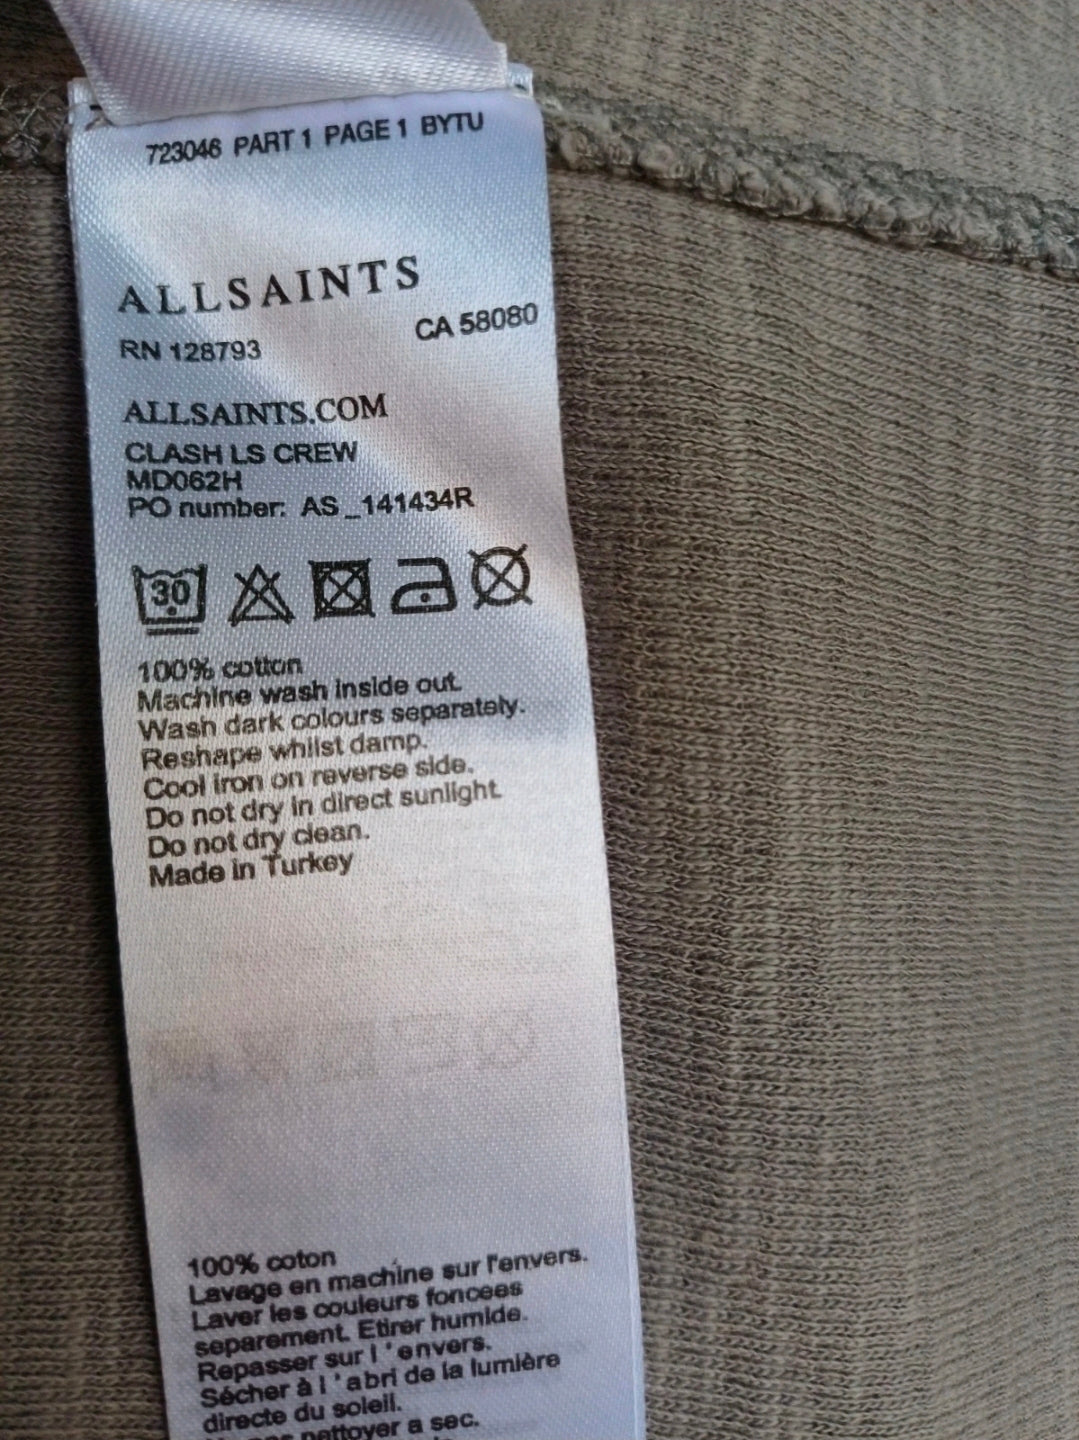 723046 PART 1 PAGE 1 BYTU
ALLSAINTS
RN 128793 CA 58080
ALLSAINTS.COM
CLASH LS CREW
MD062H
PO number: AS_141434R
30
100% cotton
Machine wash inside out.
Wash dark colours separately.
Reshape whilst damp.
Cool iron on reverse side.
Do not dry in direct sunlight.
Do not dry clean.
Made in Turkey
100% coton
Lavage en machine sur l'envers.
Laver les couleurs foncees
separement. Etirer humide.
Repasser sur l'envers.
Sécher à l'abri de la lumière
directe du soleil.
pas nettoyer a sec.